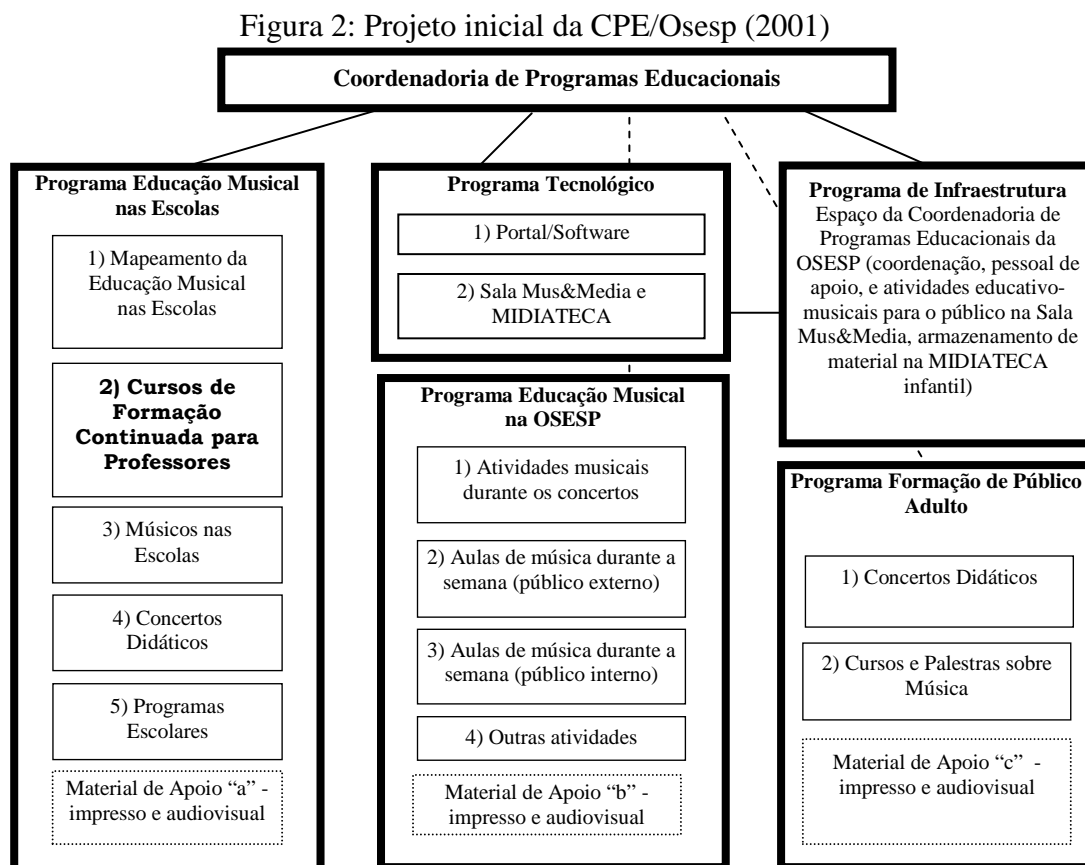 Figura 2: Projeto inicial da CPE/Osesp (2001)
Coordenadoria de Programas Educacionais
Programa Educação Musical
nas Escolas
1) Mapeamento da
Educação Musical
nas Escolas
2) Cursos de
Formação
Continuada para
Professores
3) Músicos nas
Escolas
4) Concertos
Didáticos
5) Programas
Escolares
Material de Apoio “a” -
impresso e audiovisual
Programa Tecnológico
1) Portal/Software
2) Sala Mus&Media e
MIDIATECA
Programa Educação Musical
na OSESP
1) Atividades musicais
durante os concertos
2) Aulas de música durante a
semana (público externo)
3) Aulas de música durante a
semana (público interno)
4) Outras atividades
Material de Apoio “b” -
impresso e audiovisual
Programa de Infraestrutura
Espaço da Coordenadoria de
Programas Educacionais da
OSESP (coordenação, pessoal de
apoio, e atividades educativo-
musicais para o público na Sala
Mus&Media, armazenamento de
material na MIDIATECA
infantil)
Programa Formação de Público
Adulto
1) Concertos Didáticos
2) Cursos e Palestras sobre
Música
Material de Apoio “c” -
impresso e audiovisual